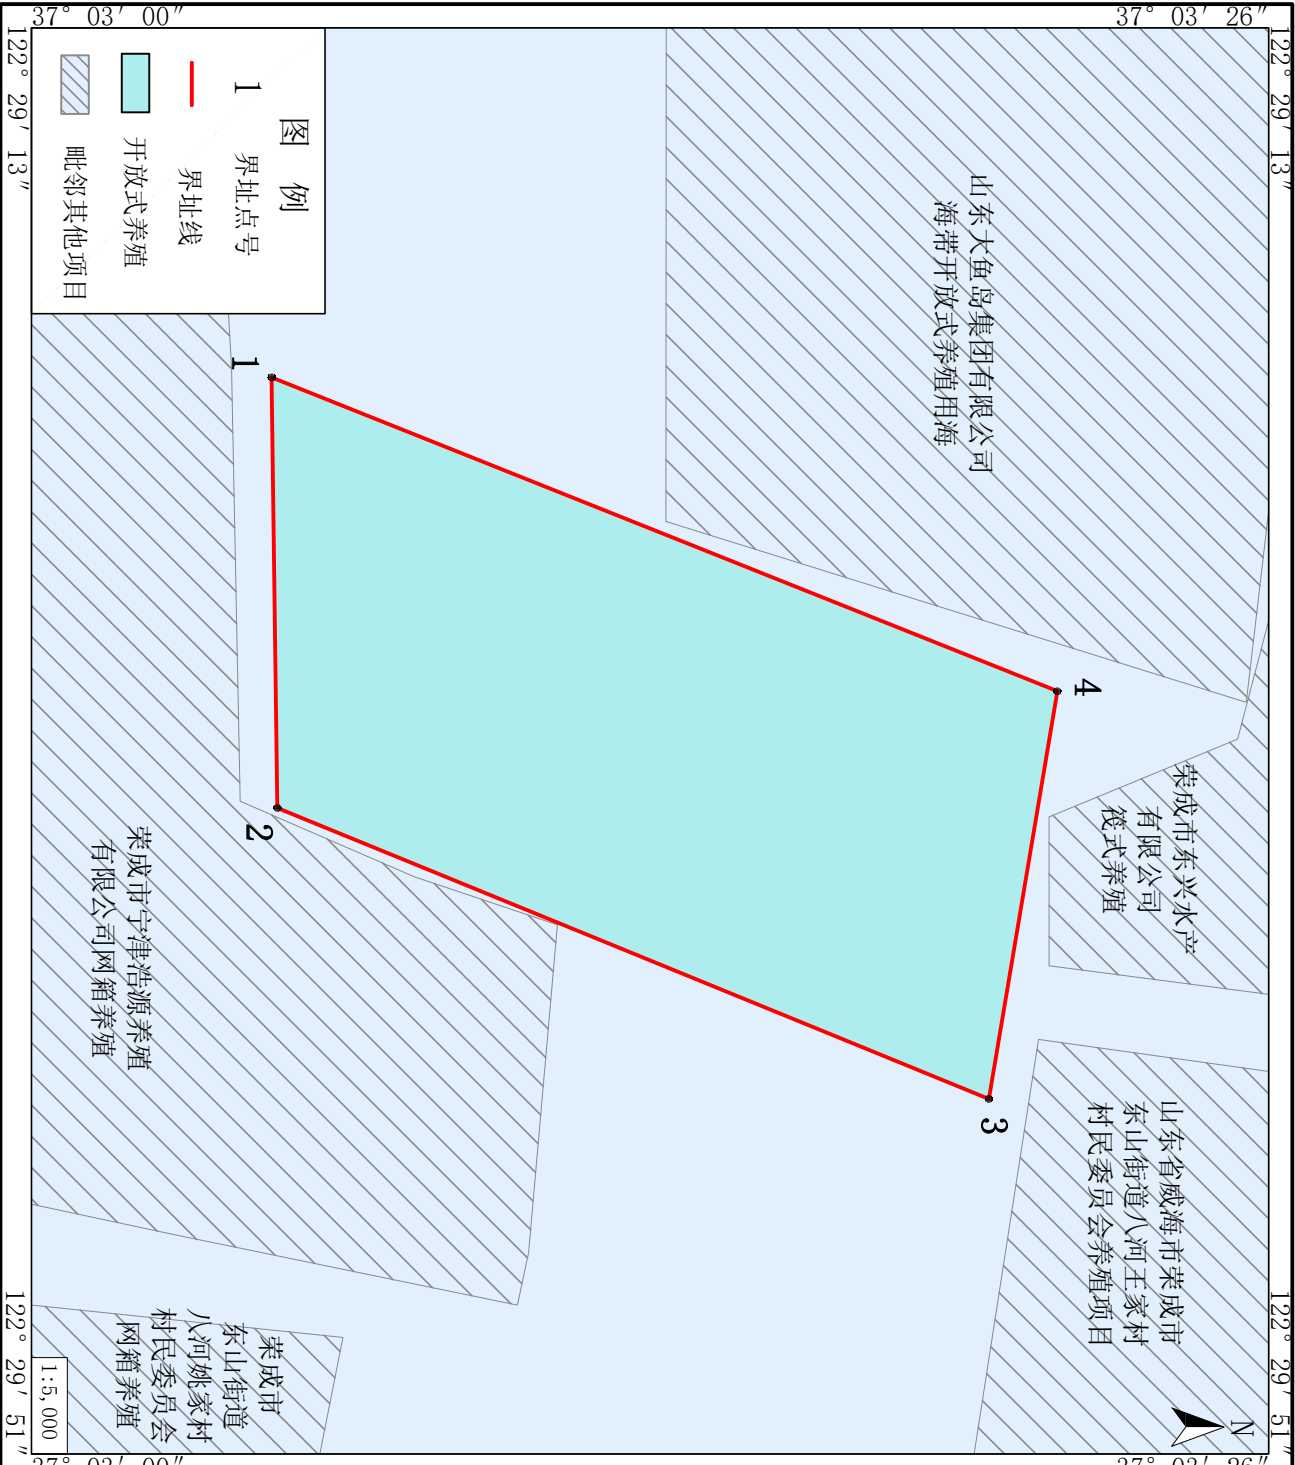 122° 29′ 13″
122° 29′ 51″
37° 03′ 26″
37° 03′ 26″
N
山东大鱼岛集团有限公司
海带开放式养殖用海
荣成市东兴水产
有限公司
筏式养殖
山东省威海市荣成市
东山街道八河王家村
村民委员会养殖项目
4
3
1
2
图 例
1 界址点号
界址线
开放式养殖
毗邻其他项目
荣成市宁津浩源养殖
有限公司网箱养殖
荣成市
东山街道
八河姚家村
村民委员会
网箱养殖
1:5,000
37° 03′ 00″
37° 03′ 00″
122° 29′ 13″
122° 29′ 51″